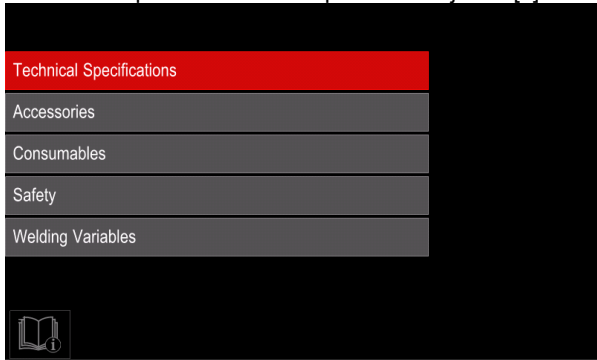 Technical Specifications
Accessories
Consumables
Safety
Welding Variables